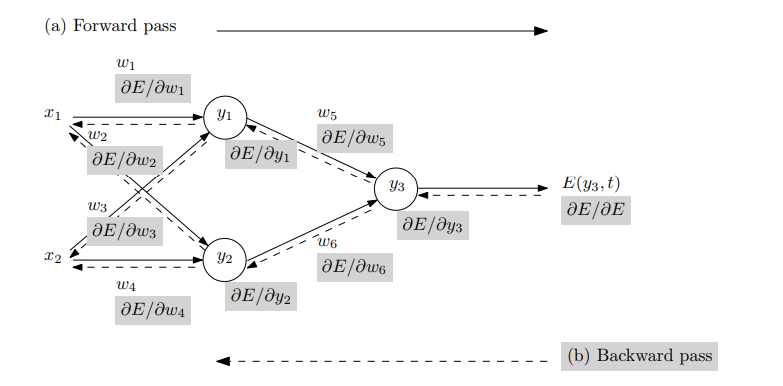 (a) Forward pass
w₁
∂E/∂w₁
x₁
y₁
w₅
w₂
∂E/∂w₅
∂E/∂w₂
∂E/∂y₁
y₃
E(y₃, t)
w₃
∂E/∂E
∂E/∂w₃
∂E/∂y₃
x₂
y₂
w₆
w₄
∂E/∂w₆
∂E/∂w₄
∂E/∂y₂
(b) Backward pass